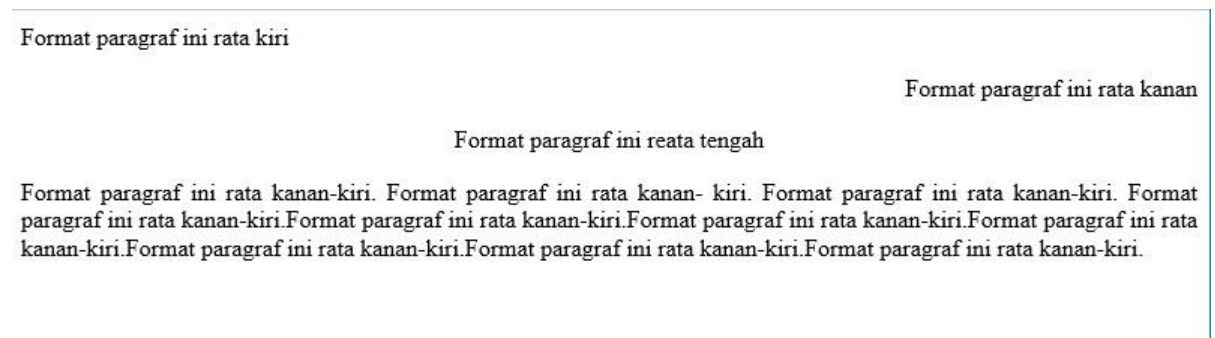 Format paragraf ini rata kiri
Format paragraf ini rata kanan
Format paragraf ini reata tengah
Format paragraf ini rata kanan-kiri. Format paragraf ini rata kanan- kiri. Format paragraf ini rata kanan-kiri. Format
paragraf ini rata kanan-kiri.Format paragraf ini rata kanan-kiri.Format paragraf ini rata kanan-kiri.Format paragraf ini rata
kanan-kiri.Format paragraf ini rata kanan-kiri.Format paragraf ini rata kanan-kiri.Format paragraf ini rata kanan-kiri.